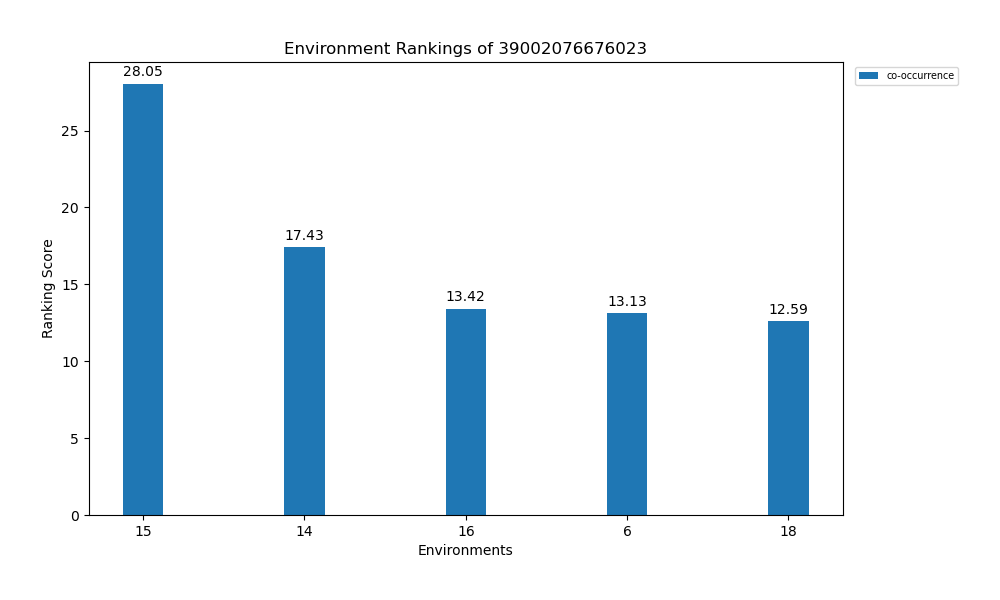 Environment Rankings of 39002076676023
co-occurrence
28.05
17.43
13.42
13.13
12.59
Ranking Score
25
20
15
10
5
0
15 14 16 6 18
Environments